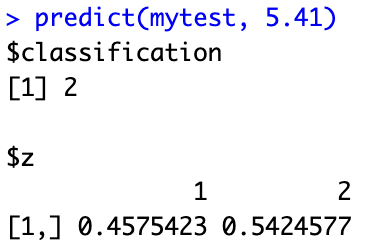 > predict(mytest, 5.41)
$classification
[1] 2
$z
1 2
[1,] 0.4575423 0.5424577